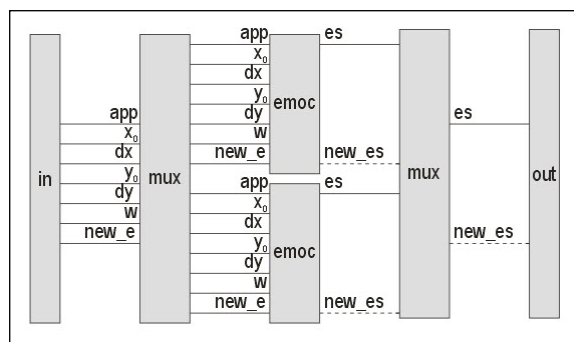 app es
x₀
dx
y₀
emoc
dy
w
new_e new_es
app es
x₀
dx
y₀
emoc
dy
w
new_e new_es
in
app
x₀
dx
y₀
dy
w
new_e
mux
mux
es
new_es
out